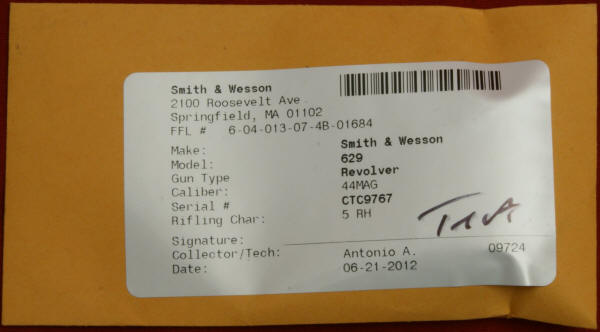 Smith & Wesson
2100 Roosevelt Ave
Springfield, MA 01102
FFL # 6-04-013-07-4B-01684
Make: Smith & Wesson
Model: 629
Gun Type Revolver
Caliber: 44MAG
Serial # CTC9767
Rifling Char: 5 RH
Signature:
Collector/Tech: Antonio A. 09724
Date: 06-21-2012